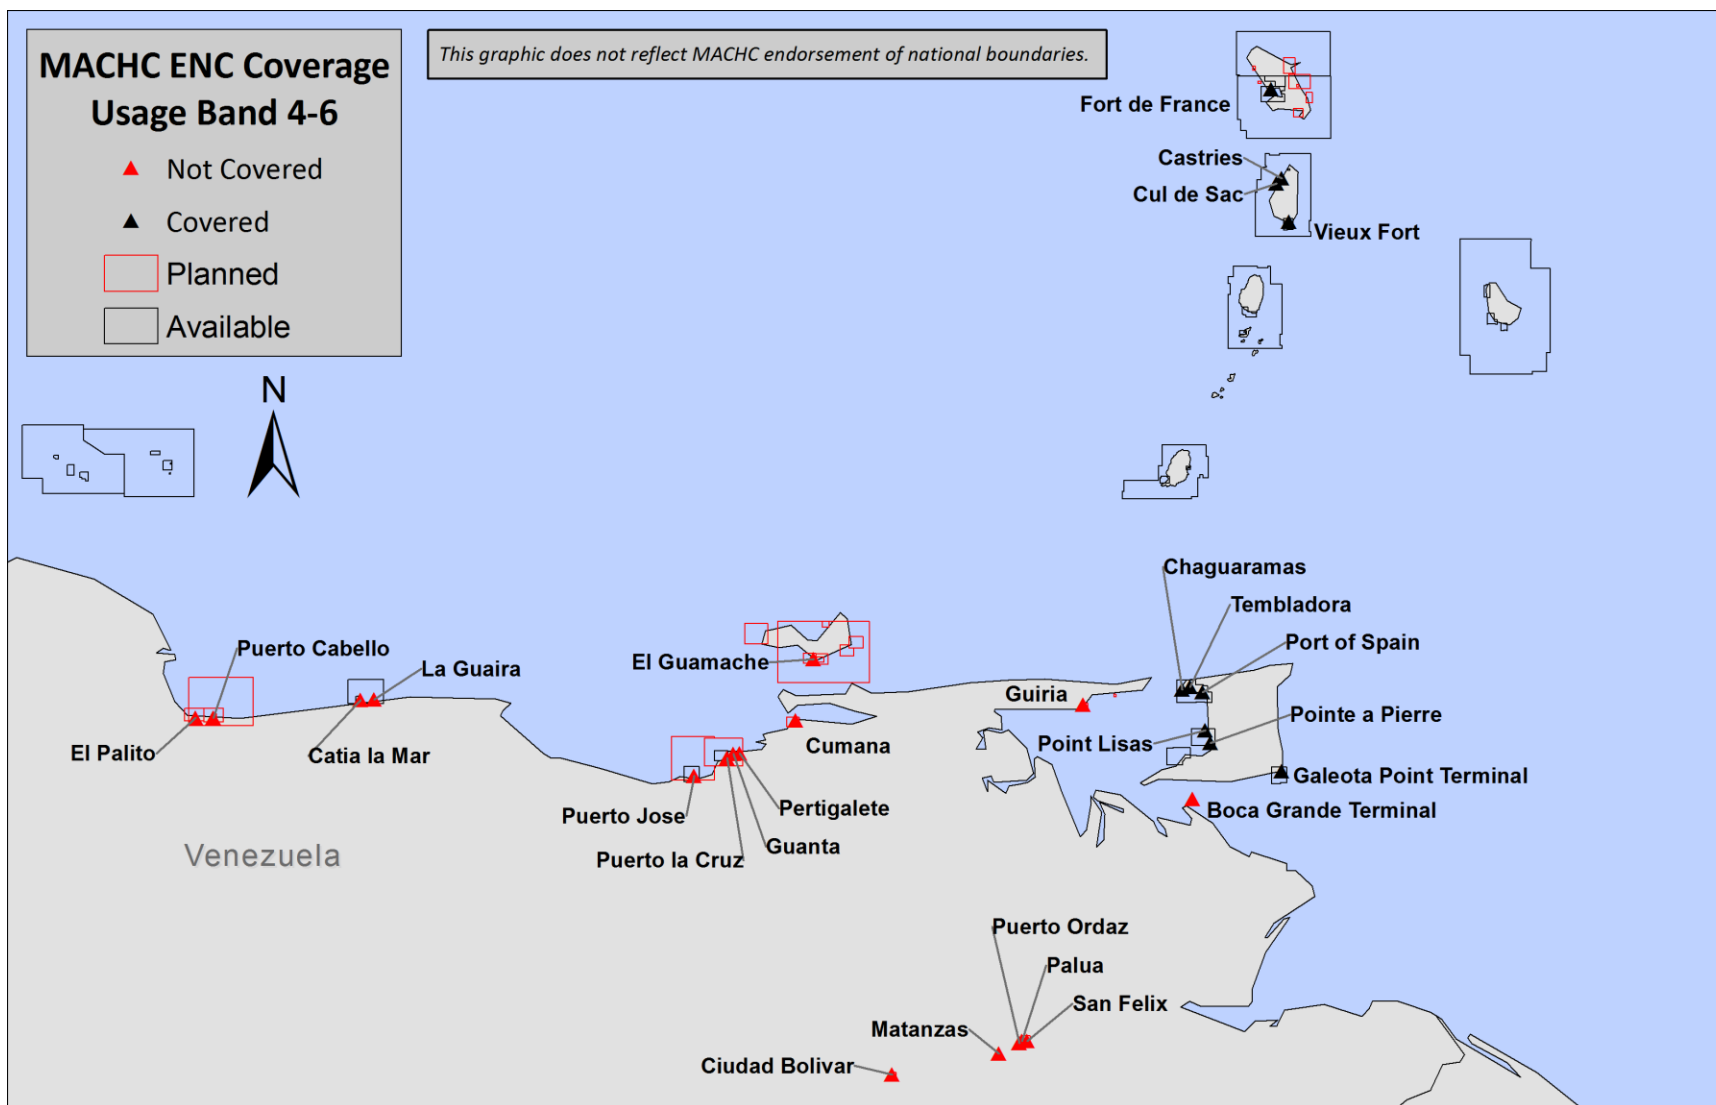 MACHC ENC Coverage
Usage Band 4-6
Not Covered
Covered
Planned
Available
This graphic does not reflect MACHC endorsement of national boundaries.
Fort de France
Castries
Cul de Sac
Vieux Fort
N
Chaguaramas
Tembladora
Port of Spain
Puerto Cabello
La Guaira
El Guamache
Guiria
Pointe a Pierre
Point Lisas
El Palito
Catia la Mar
Cumana
Galeota Point Terminal
Boca Grande Terminal
Puerto Jose
Pertigalete
Guanta
Puerto la Cruz
Venezuela
Puerto Ordaz
Palua
San Felix
Matanzas
Ciudad Bolivar